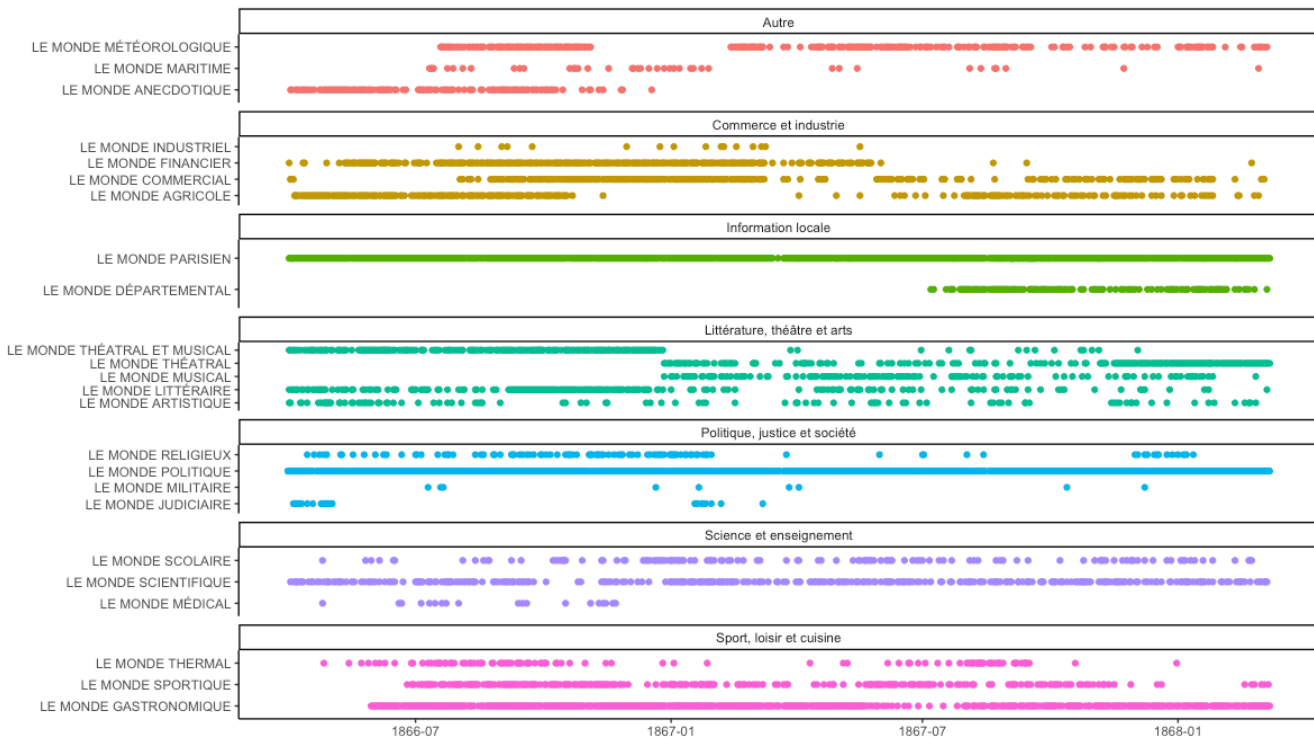 Autre
LE MONDE MÉTÉOROLOGIQUE
LE MONDE MARITIME
LE MONDE ANECDOTIQUE
Commerce et industrie
LE MONDE INDUSTRIEL
LE MONDE FINANCIER
LE MONDE COMMERCIAL
LE MONDE AGRICOLE
Information locale
LE MONDE PARISIEN
LE MONDE DÉPARTEMENTAL
Littérature, théâtre et arts
LE MONDE THÉATRAL ET MUSICAL
LE MONDE THÉATRAL
LE MONDE MUSICAL
LE MONDE LITTÉRAIRE
LE MONDE ARTISTIQUE
Politique, justice et société
LE MONDE RELIGIEUX
LE MONDE POLITIQUE
LE MONDE MILITAIRE
LE MONDE JUDICIAIRE
Science et enseignement
LE MONDE SCOLAIRE
LE MONDE SCIENTIFIQUE
LE MONDE MÉDICAL
Sport, loisir et cuisine
LE MONDE THERMAL
LE MONDE SPORTIQUE
LE MONDE GASTRONOMIQUE
1866-07 1867-01 1867-07 1868-01